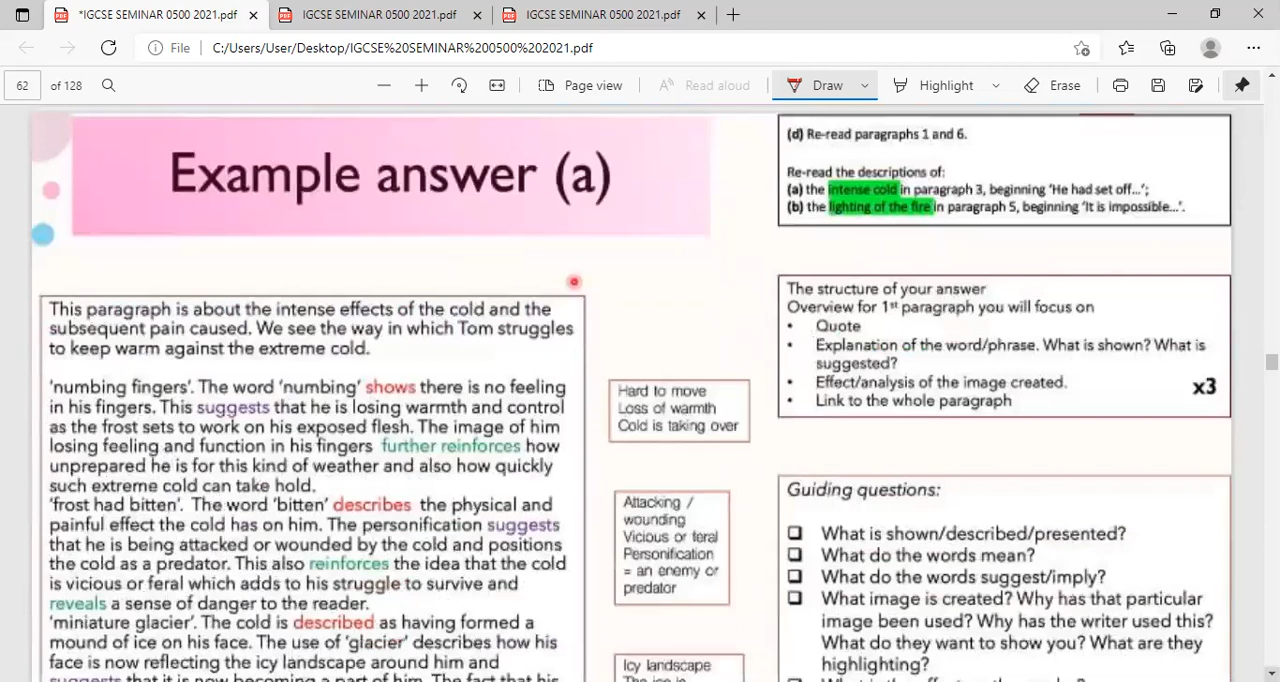 *IGCSE SEMINAR 0500 2021.pdf
IGCSE SEMINAR 0500 2021.pdf
IGCSE SEMINAR 0500 2021.pdf
File
C:/Users/User/Desktop/IGCSE%20SEMINAR%200500%202021.pdf
62
of 128
Page view
Read aloud
Draw
Highlight
Erase
Example answer (a)
(d) Re-read paragraphs 1 and 6.
Re-read the descriptions of:
(a) the intense cold in paragraph 3, beginning 'He had set off...';
(b) the lighting of the fire in paragraph 5, beginning 'It is impossible...'.
This paragraph is about the intense effects of the cold and the
subsequent pain caused. We see the way in which Tom struggles
to keep warm against the extreme cold.
'numbing fingers'. The word 'numbing' shows there is no feeling
in his fingers. This suggests that he is losing warmth and control
as the frost sets to work on his exposed flesh. The image of him
losing feeling and function in his fingers further reinforces how
unprepared he is for this kind of weather and also how quickly
such extreme cold can take hold.
'frost had bitten'. The word 'bitten' describes the physical and
painful effect the cold has on him. The personification suggests
that he is being attacked or wounded by the cold and positions
the cold as a predator. This also reinforces the idea that the cold
is vicious or feral which adds to his struggle to survive and
reveals a sense of danger to the reader.
'miniature glacier'. The cold is described as having formed a
mound of ice on his face. The use of 'glacier' describes how his
face is now reflecting the icy landscape around him and
suggests that it is now becoming a part of him. The fact that his
Hard to move
Loss of warmth
Cold is taking over
Attacking /
wounding
Vicious or feral
Personification
= an enemy or
predator
Icy landscape
The ice is
The structure of your answer
Overview for 1st paragraph you will focus on
• Quote
• Explanation of the word/phrase. What is shown? What is
suggested?
• Effect/analysis of the image created.
• Link to the whole paragraph
x3
Guiding questions:
❑ What is shown/described/presented?
❑ What do the words mean?
❑ What do the words suggest/imply?
❑ What image is created? Why has that particular
image been used? Why has the writer used this?
What do they want to show you? What are they
highlighting?